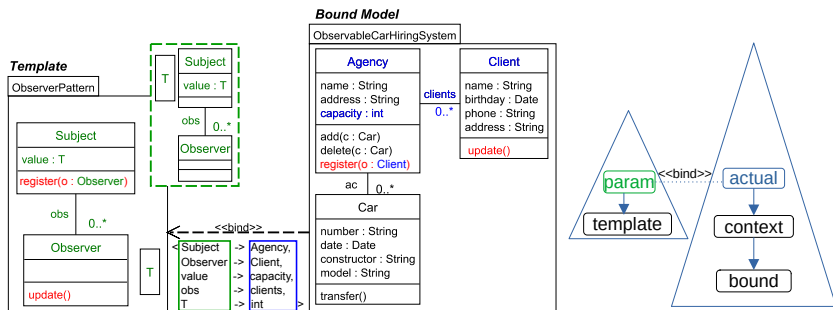 Template
ObserverPattern
Subject
value : T
register(o : Observer)
obs
0..*
Observer
update()
T
T
Subject
value : T
obs
0..*
Observer
Bound Model
ObservableCarHiringSystem
Agency
name : String
address : String
capacity : int
add(c : Car)
delete(c : Car)
register(o : Client)
clients
0..*
Client
name : String
birthday : Date
phone : String
address : String
update()
ac
0..*
Car
number : String
date : Date
constructor : String
model : String
transfer()
<<bind>>
< Subject -> Agency,
Observer -> Client,
value -> capacity,
obs -> clients,
T -> int >
param
<<bind>>
actual
template
context
bound